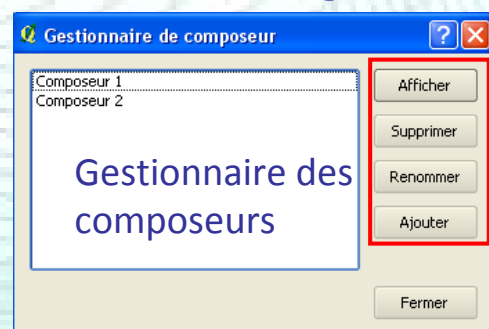 Gestionnaire de composeur
Composeur 1
Composeur 2
Gestionnaire des
composeurs
Afficher
Supprimer
Renommer
Ajouter
Fermer